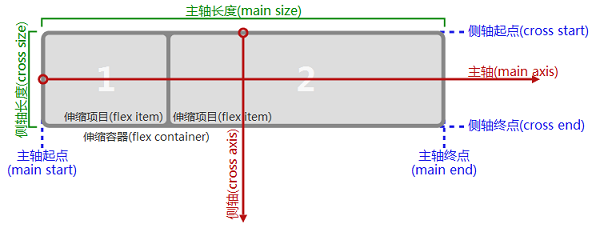 主轴长度(main size)
侧轴起点(cross start)
侧轴长度(cross size)
1
2
主轴(main axis)
伸缩项目(flex item)
伸缩项目(flex item)
侧轴终点(cross end)
伸缩容器(flex container)
主轴起点
(main start)
侧轴(cross axis)
主轴终点
(main end)